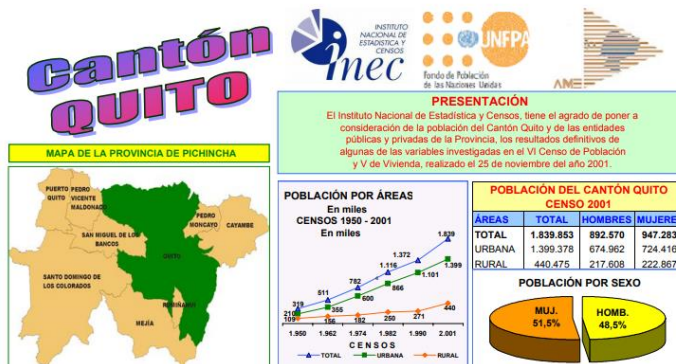 Cantón
QUITO
INSTITUTO
NACIONAL DE
ESTADISTICA Y
CENSOS
inec
UNFPA
Fondo de Población
de las Naciones Unidas
AME
PRESENTACIÓN
El Instituto Nacional de Estadística y Censos, tiene el agrado de poner a
consideración de la población del Cantón Quito y de las entidades
públicas y privadas de la Provincia, los resultados definitivos de
algunas de las variables investigadas en el VI Censo de Población
y V de Vivienda, realizado el 25 de noviembre del año 2001.
MAPA DE LA PROVINCIA DE PICHINCHA
PUERTO
QUITO
PEDRO
VICENTE
MALDONADO
PEDRO
MONCAYO
CAYAMBE
SAN MIGUEL DE LOS
BANCOS
QUITO
SANTO DOMINGO DE
LOS COLORADOS
RUMIÑAHUI
MEJÍA
POBLACIÓN POR ÁREAS
En miles
CENSOS 1950 - 2001
En miles
1.839
1.372
1.116
782
511
319
1.399
1.101
866
600
355
210
109
156
182
250
271
440
1.950 1.962 1.974 1.982 1.990 2.001
C E N S O S
TOTAL URBANA RURAL
POBLACIÓN DEL CANTÓN QUITO
CENSO 2001
ÁREAS TOTAL HOMBRES MUJERE
TOTAL 1.839.853 892.570 947.283
URBANA 1.399.378 674.962 724.416
RURAL 440.475 217.608 222.867
POBLACIÓN POR SEXO
MUJ.
51,5%
HOMB.
48,5%